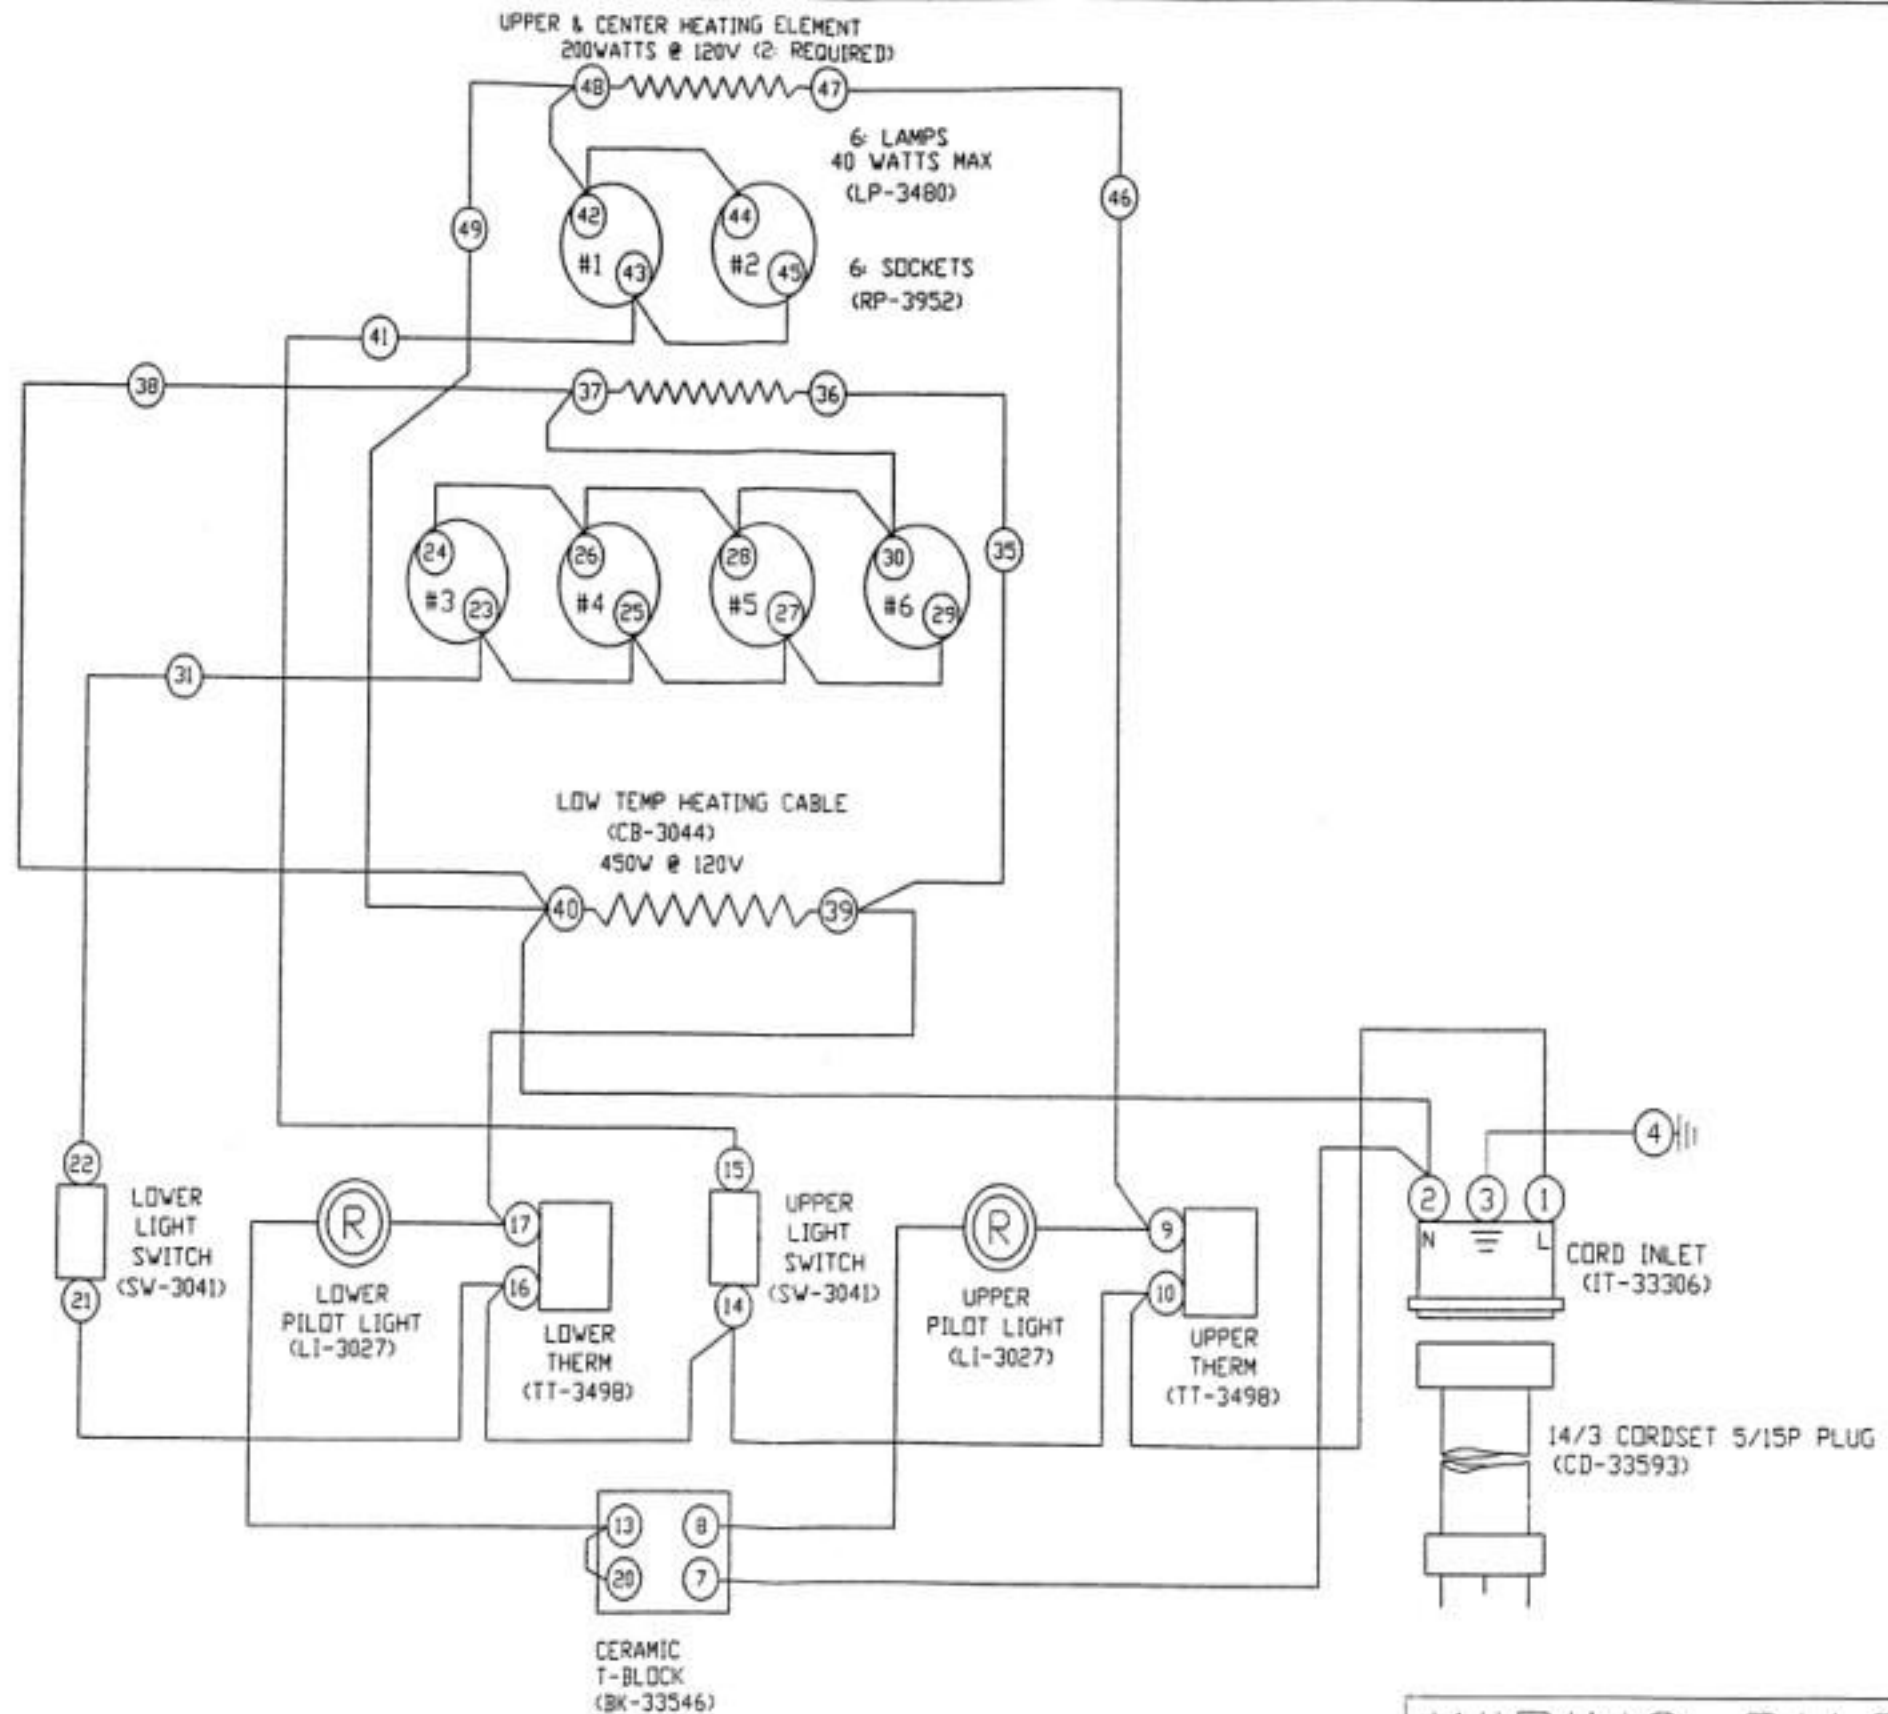 UPPER & CENTER HEATING ELEMENT
200WATTS @ 120V (2: REQUIRED)
48
47
6: LAMPS
40 WATTS MAX
(LP-3480)
46
49
42
44
#1
43
#2
45
6: SOCKETS
(RP-3952)
41
38
37
36
35
24
26
28
30
#3
23
#4
25
#5
27
#6
29
31
LOW TEMP HEATING CABLE
(CB-3044)
450W @ 120V
40
39
4
22
LOWER
LIGHT
SWITCH
(SW-3041)
21
R
LOWER
PILOT LIGHT
(LI-3027)
17
16
LOWER
THERM
(TT-3498)
15
UPPER
LIGHT
SWITCH
(SW-3041)
14
R
UPPER
PILOT LIGHT
(LI-3027)
9
10
UPPER
THERM
(TT-3498)
2
3
1
N
L
CORD INLET
(IT-33306)
14/3 CORDSET 5/15P PLUG
(CD-33593)
13
8
20
7
CERAMIC
T-BLOCK
(BK-33546)